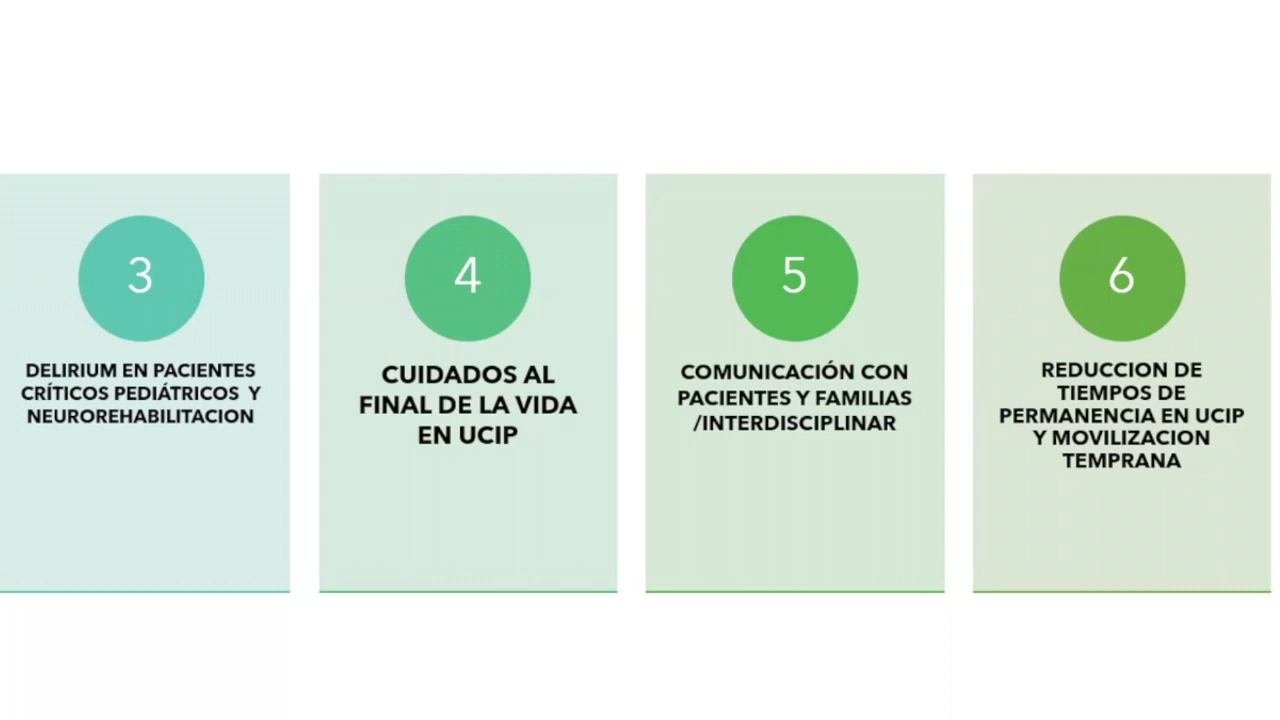 3
DELIRIUM EN PACIENTES
CRÍTICOS PEDIÁTRICOS Y
NEUROREHABILITACION
4
CUIDADOS AL
FINAL DE LA VIDA
EN UCIP
5
COMUNICACIÓN CON
PACIENTES Y FAMILIAS
/INTERDISCIPLINAR
6
REDUCCION DE
TIEMPOS DE
PERMANENCIA EN UCIP
Y MOVILIZACION
TEMPRANA